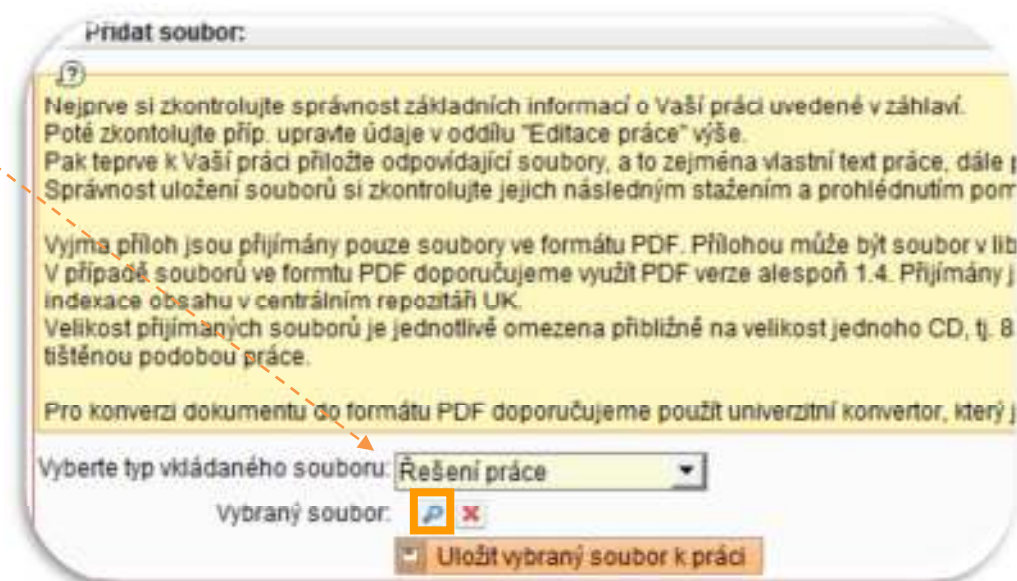 Přidat soubor:
Nejprve si zkontrolujte správnost základních informací o Vaší práci uvedené v záhlaví.
Poté zkontolujte příp. upravte údaje v oddílu "Editace práce" výše.
Pak teprve k Vaší práci přiložte odpovídající soubory, a to zejména vlastní text práce, dále
Správnost uložení souborů si zkontrolujte jejich následným stažením a prohlédnutím
Vyjma příloh jsou přijímány pouze soubory ve formátu PDF. Přílohou může být soubor v
V případě souborů ve formtu PDF doporučujeme využít PDF verze alespoň 1.4. Přijímány
indexace obsahu v centrálním repozitáři UK.
Velikost přijímaných souborů je jednotlivě omezena přibližně na velikost jednoho CD, tj. 8
tištěnou podobou práce.
Pro konverzi dokumentu do formátu PDF doporučujeme použít univerzitní konvertor, který
Vyberte typ vkládaného souboru: Řešení práce
Vybraný soubor:
Uložit vybraný soubor k práci